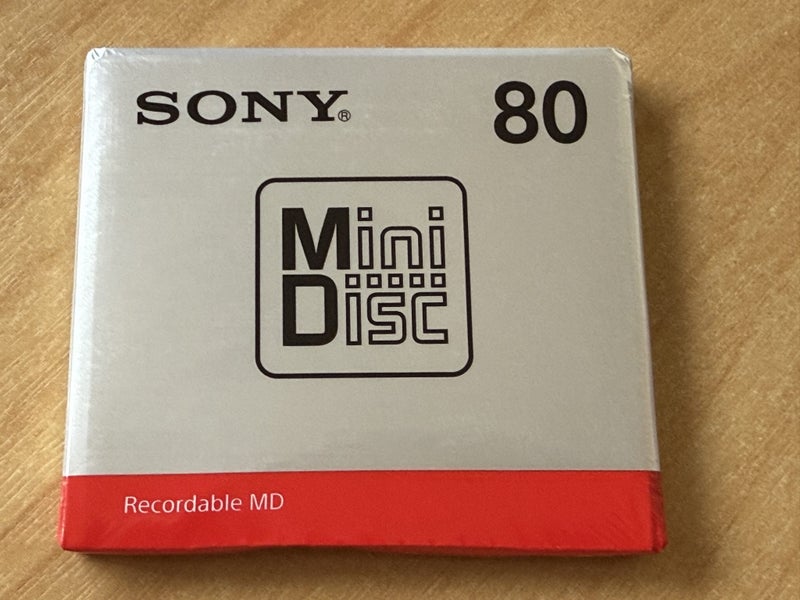 SONY® 80
Mini
Disc
Recordable MD